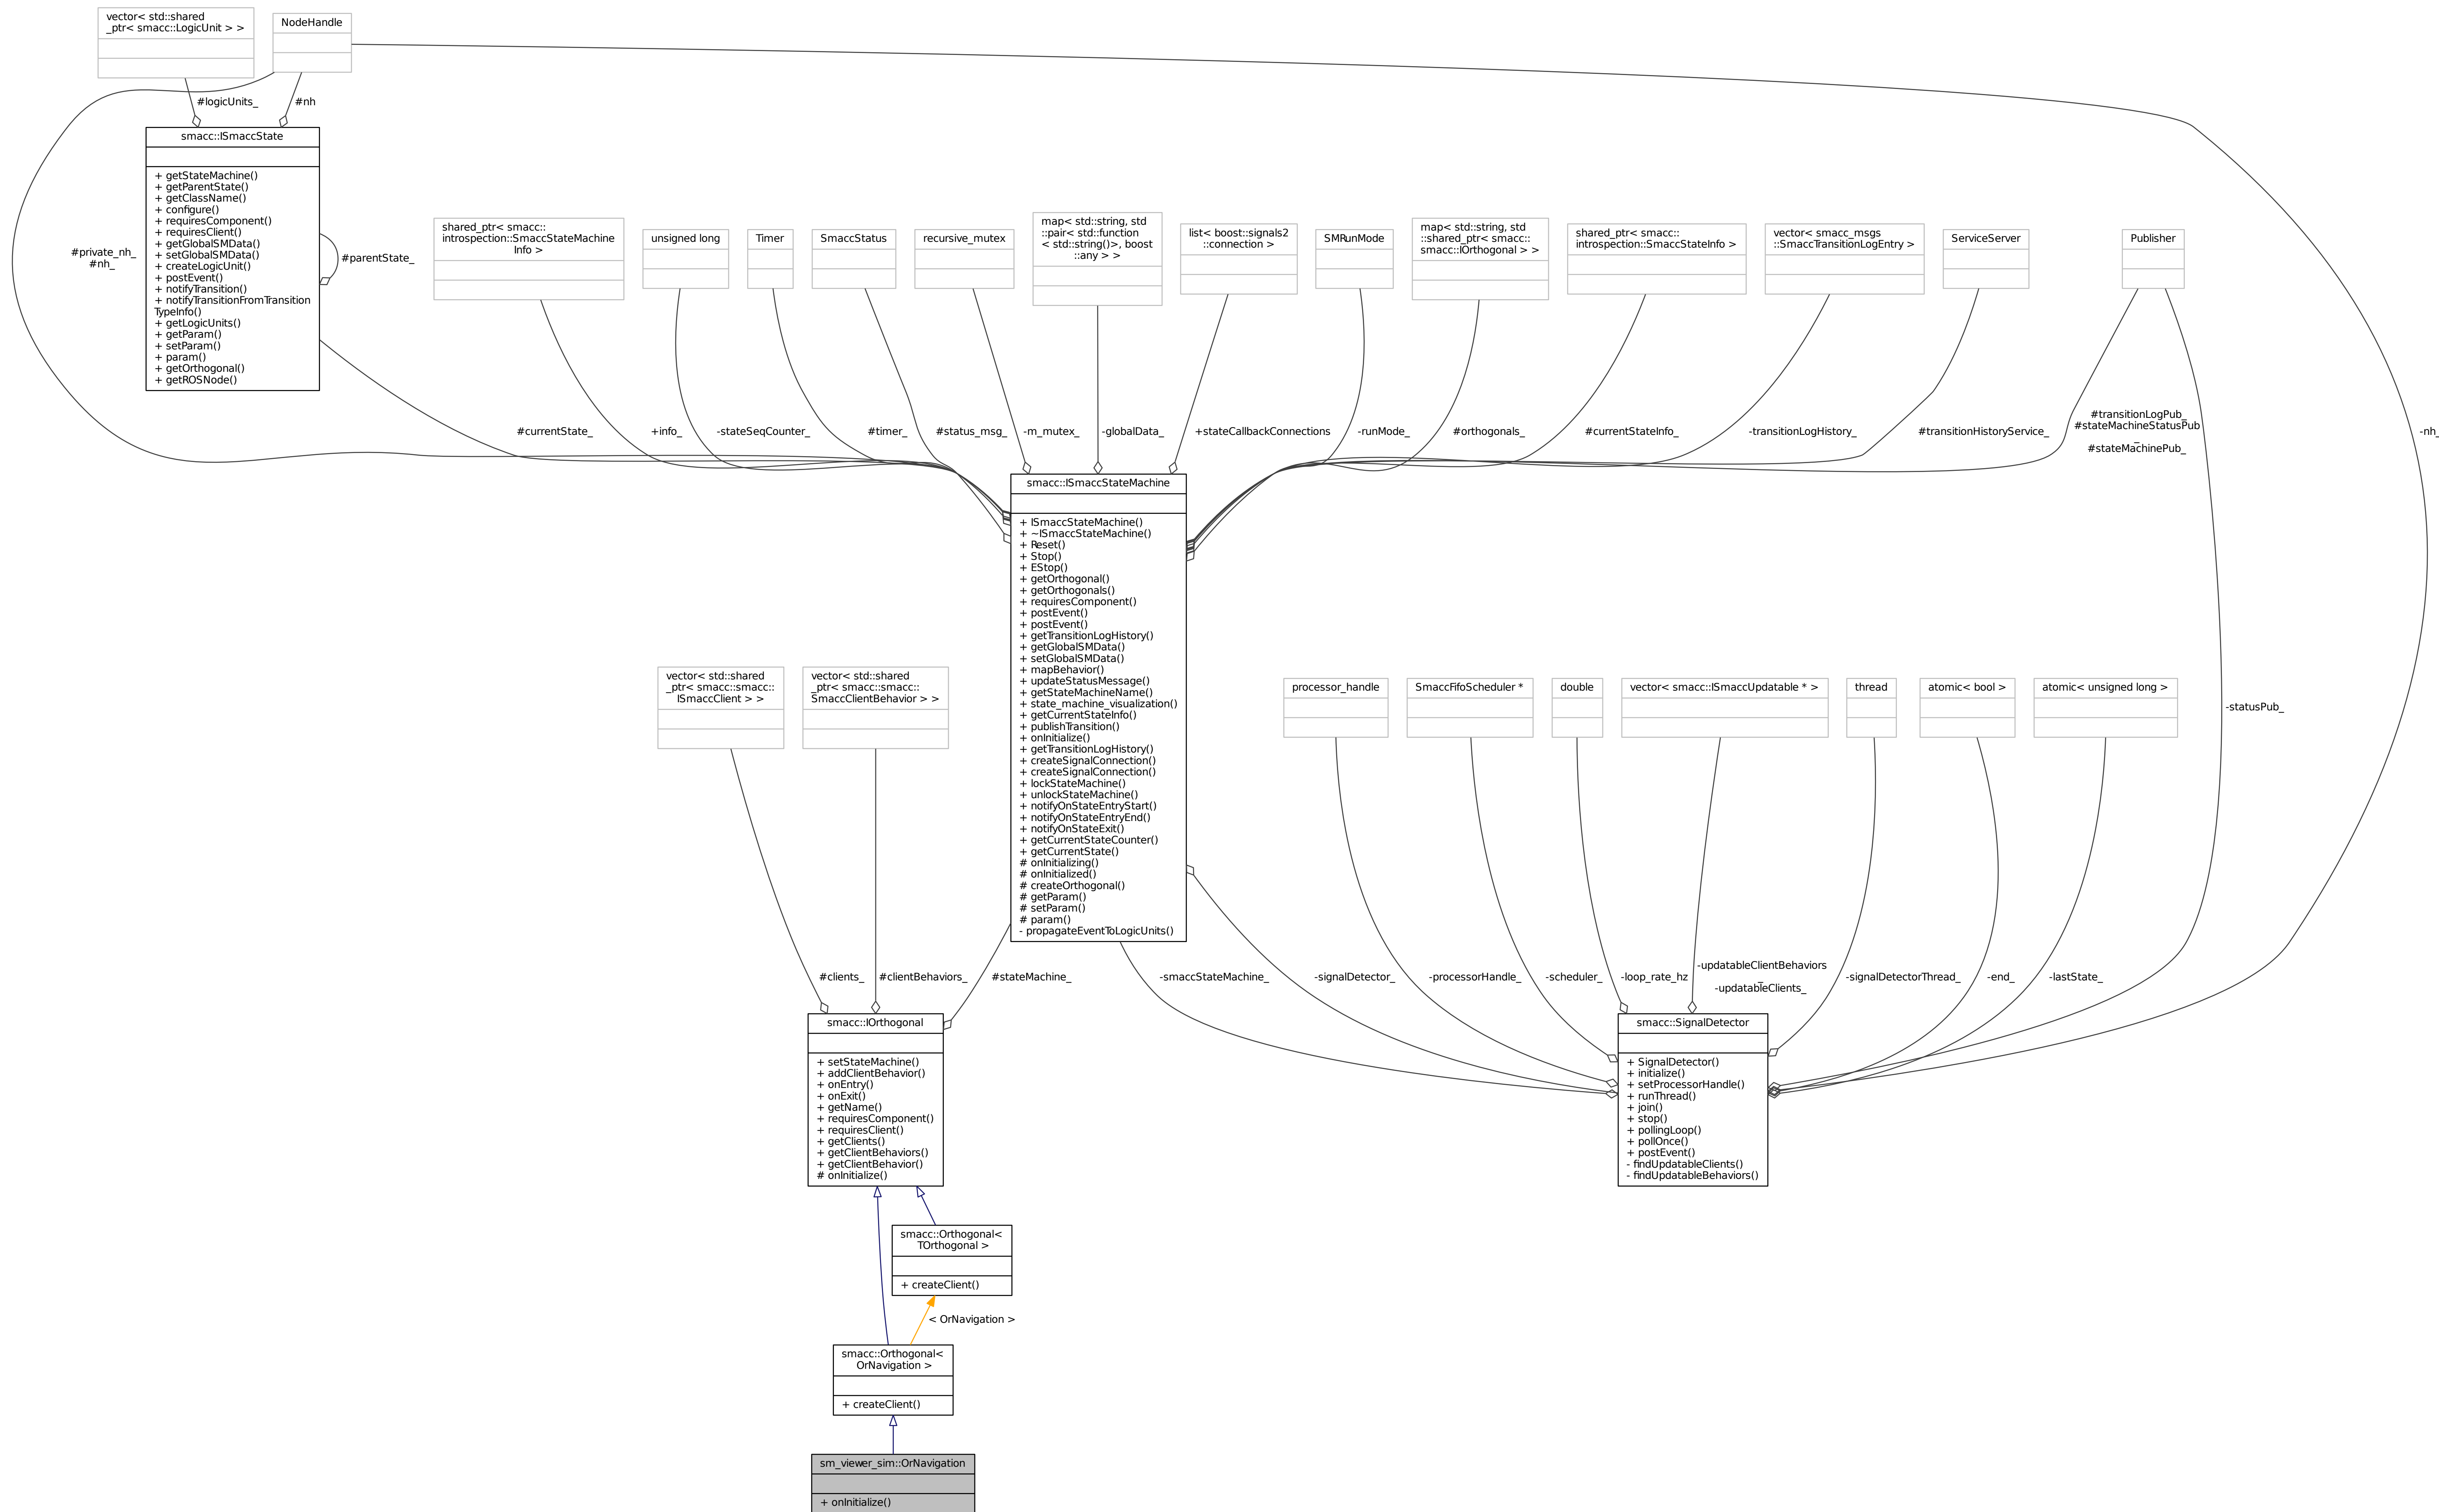 vector< std::shared
_ptr< smacc::LogicUnit > >
NodeHandle
#logicUnits_
#nh
smacc::ISmaccState
+ getStateMachine()
+ getParentState()
+ getClassName()
+ configure()
+ requiresComponent()
+ requiresClient()
+ getGlobalSMData()
+ setGlobalSMData()
+ createLogicUnit()
+ postEvent()
+ notifyTransition()
+ notifyTransitionFromTransition
TypeInfo()
+ getLogicUnits()
+ getParam()
+ setParam()
+ param()
+ getOrthogonal()
+ getROSNode()
#parentState_
#private_nh_
#nh_
shared_ptr< smacc::
introspection::SmaccStateMachine
Info >
unsigned long
Timer
SmaccStatus
recursive_mutex
map< std::string, std
::pair< std::function
< std::string()>, boost
::any > >
list< boost::signals2
::connection >
SMRunMode
map< std::string, std
::shared_ptr< smacc::
smacc::IOrthogonal > >
shared_ptr< smacc::
introspection::SmaccStateInfo >
vector< smacc_msgs
::SmaccTransitionLogEntry >
ServiceServer
Publisher
#currentState_
+info_
-stateSeqCounter_
#timer_
#status_msg_
-m_mutex_
-globalData_
+stateCallbackConnections
-runMode_
#orthogonals_
#currentStateInfo_
-transitionLogHistory_
#transitionHistoryService_
#transitionLogPub_
#stateMachineStatusPub
_
#stateMachinePub_
-nh_
smacc::ISmaccStateMachine
+ ISmaccStateMachine()
+ ~ISmaccStateMachine()
+ Reset()
+ Stop()
+ EStop()
+ getOrthogonal()
+ getOrthogonals()
+ requiresComponent()
+ postEvent()
+ postEvent()
+ getTransitionLogHistory()
+ getGlobalSMData()
+ setGlobalSMData()
+ mapBehavior()
+ updateStatusMessage()
+ getStateMachineName()
+ state_machine_visualization()
+ getCurrentStateInfo()
+ publishTransition()
+ onInitialize()
+ getTransitionLogHistory()
+ createSignalConnection()
+ createSignalConnection()
+ lockStateMachine()
+ unlockStateMachine()
+ notifyOnStateEntryStart()
+ notifyOnStateEntryEnd()
+ notifyOnStateExit()
+ getCurrentStateCounter()
+ getCurrentState()
# onInitializing()
# onInitialized()
# createOrthogonal()
# getParam()
# setParam()
# param()
- propagateEventToLogicUnits()
vector< std::shared
_ptr< smacc::smacc::
ISmaccClient > >
vector< std::shared
_ptr< smacc::smacc::
SmaccClientBehavior > >
processor_handle
SmaccFifoScheduler *
double
vector< smacc::ISmaccUpdatable * >
thread
atomic< bool >
atomic< unsigned long >
-statusPub_
#clients_
#clientBehaviors_
#stateMachine_
-smaccStateMachine_
-signalDetector_
-processorHandle_
-scheduler_
-loop_rate_hz
-updatableClientBehaviors
_
-updatableClients_
-signalDetectorThread_
-end_
-lastState_
smacc::IOrthogonal
+ setStateMachine()
+ addClientBehavior()
+ onEntry()
+ onExit()
+ getName()
+ requiresComponent()
+ requiresClient()
+ getClients()
+ getClientBehaviors()
+ getClientBehavior()
# onInitialize()
smacc::SignalDetector
+ SignalDetector()
+ initialize()
+ setProcessorHandle()
+ runThread()
+ join()
+ stop()
+ pollingLoop()
+ pollOnce()
+ postEvent()
- findUpdatableClients()
- findUpdatableBehaviors()
smacc::Orthogonal<
TOrthogonal >
+ createClient()
< OrNavigation >
smacc::Orthogonal<
OrNavigation >
+ createClient()
sm_viewer_sim::OrNavigation
+ onInitialize()